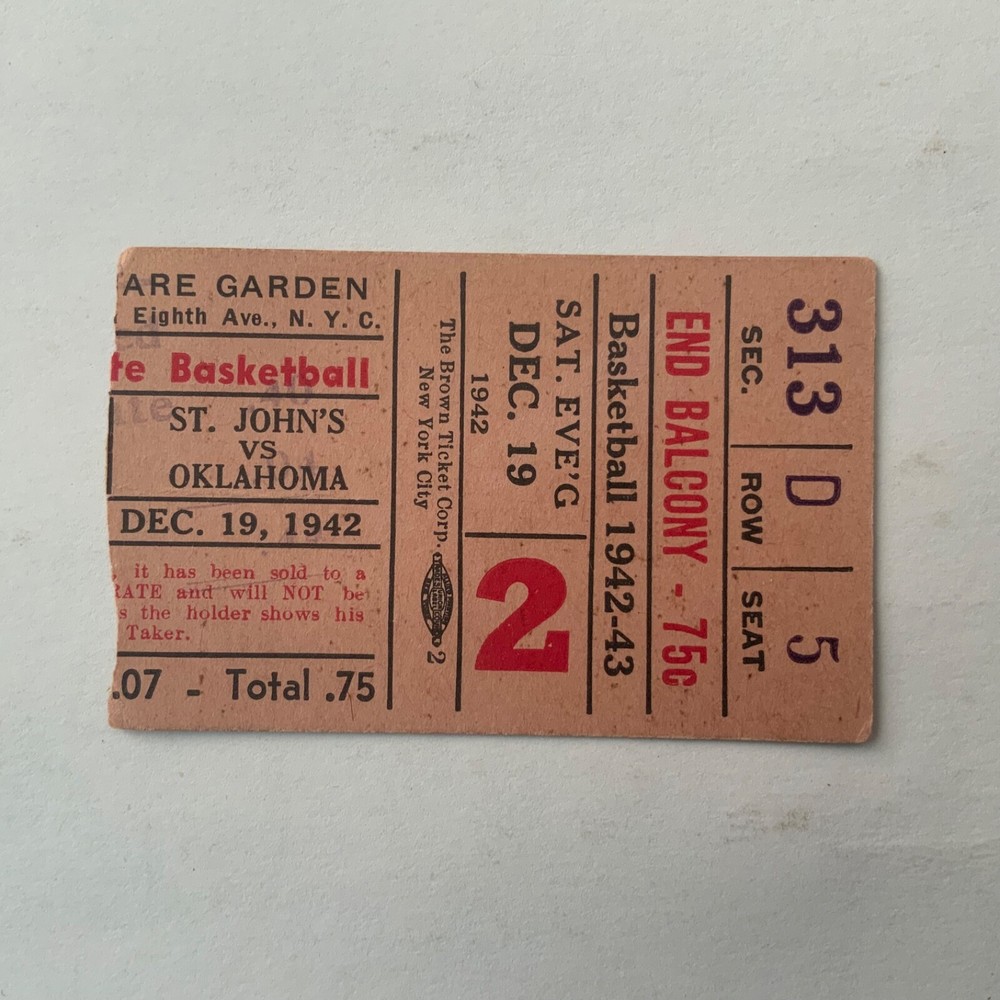 ARE GARDEN
Eighth Ave., N. Y. C.
te Basketball
ST. JOHN'S
VS
OKLAHOMA
DEC. 19, 1942
, it has been sold to a
RATE and will NOT be
s the holder shows his
Taker.
.07 - Total .75
The Brown Ticket Corp. 2
New York City
1942
SAT. EVE'G
DEC. 19
2
Basketball 1942-43
END BALCONY - 75c
SEC. ROW SEAT
313 D 5